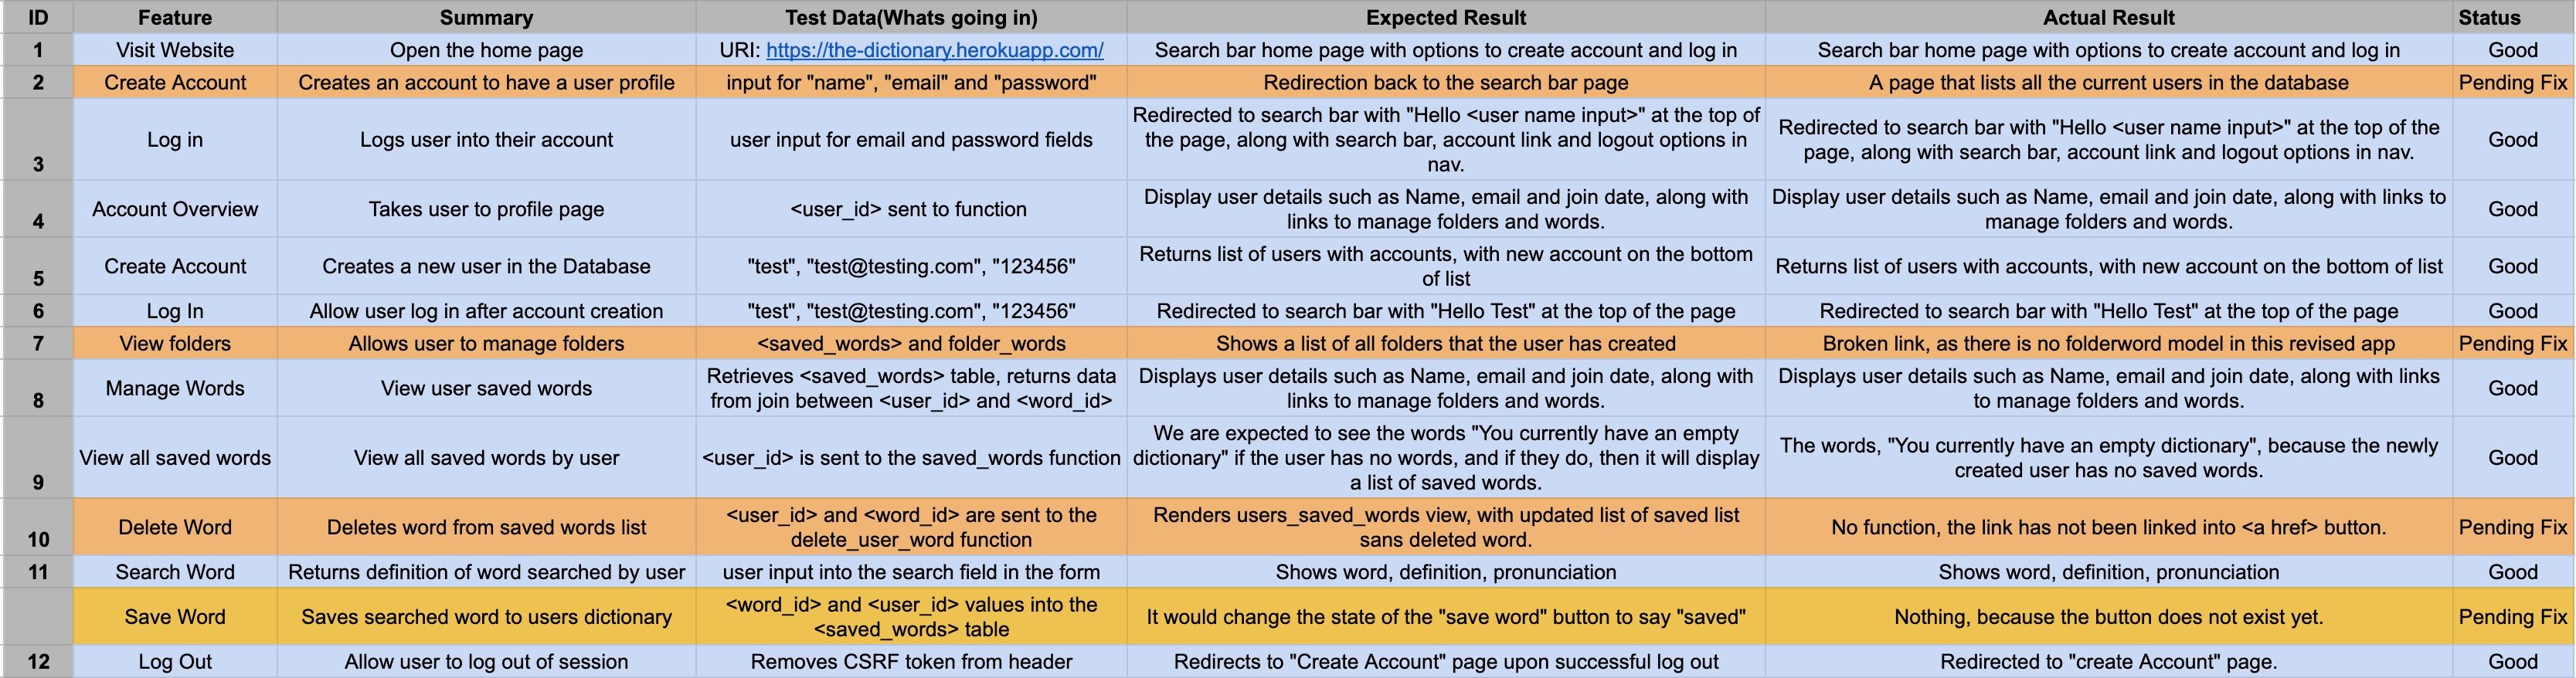 ID Feature Summary Test Data(Whats going in) Expected Result Actual Result Status
1 Visit Website Open the home page URI: https://the-dictionary.herokuapp.com/ Search bar home page with options to create account and log in Search bar home page with options to create account and log in Good
2 Create Account Creates an account to have a user profile input for "name", "email" and "password" Redirection back to the search bar page A page that lists all the current users in the database Pending Fix
3 Log in Logs user into their account user input for email and password fields
Redirected to search bar with "Hello <user name input>" at the top of
the page, along with search bar, account link and logout options in
nav.
Redirected to search bar with "Hello <user name input>" at the top of the
page, along with search bar, account link and logout options in nav.
Good
4 Account Overview Takes user to profile page <user_id> sent to function
Display user details such as Name, email and join date, along with
links to manage folders and words.
Display user details such as Name, email and join date, along with links to
manage folders and words.
Good
5 Create Account Creates a new user in the Database "test", "test@testing.com", "123456"
Returns list of users with accounts, with new account on the bottom
of list
Returns list of users with accounts, with new account on the bottom of list
Good
6 Log In Allow user log in after account creation "test", "test@testing.com", "123456" Redirected to search bar with "Hello Test" at the top of the page Redirected to search bar with "Hello Test" at the top of the page Good
7 View folders Allows user to manage folders <saved_words> and folder_words Shows a list of all folders that the user has created Broken link, as there is no folderword model in this revised app Pending Fix
8 Manage Words View user saved words
Retrieves <saved_words> table, returns data
from join between <user_id> and <word_id>
Displays user details such as Name, email and join date, along with
links to manage folders and words.
Displays user details such as Name, email and join date, along with links
to manage folders and words.
Good
9 View all saved words View all saved words by user <user_id> is sent to the saved_words function
We are expected to see the words "You currently have an empty
dictionary" if the user has no words, and if they do, then it will display
a list of saved words.
The words, "You currently have an empty dictionary", because the newly
created user has no saved words.
Good
10 Delete Word Deletes word from saved words list
<user_id> and <word_id> are sent to the
delete_user_word function
Renders users_saved_words view, with updated list of saved list
sans deleted word.
No function, the link has not been linked into <a href> button.
Pending Fix
11 Search Word Returns definition of word searched by user user input into the search field in the form Shows word, definition, pronunciation Shows word, definition, pronunciation Good
Save Word Saves searched word to users dictionary
<word_id> and <user_id> values into the
<saved_words> table
It would change the state of the "save word" button to say "saved"
Nothing, because the button does not exist yet.
Pending Fix
12 Log Out Allow user to log out of session Removes CSRF token from header Redirects to "Create Account" page upon successful log out Redirected to "create Account" page. Good